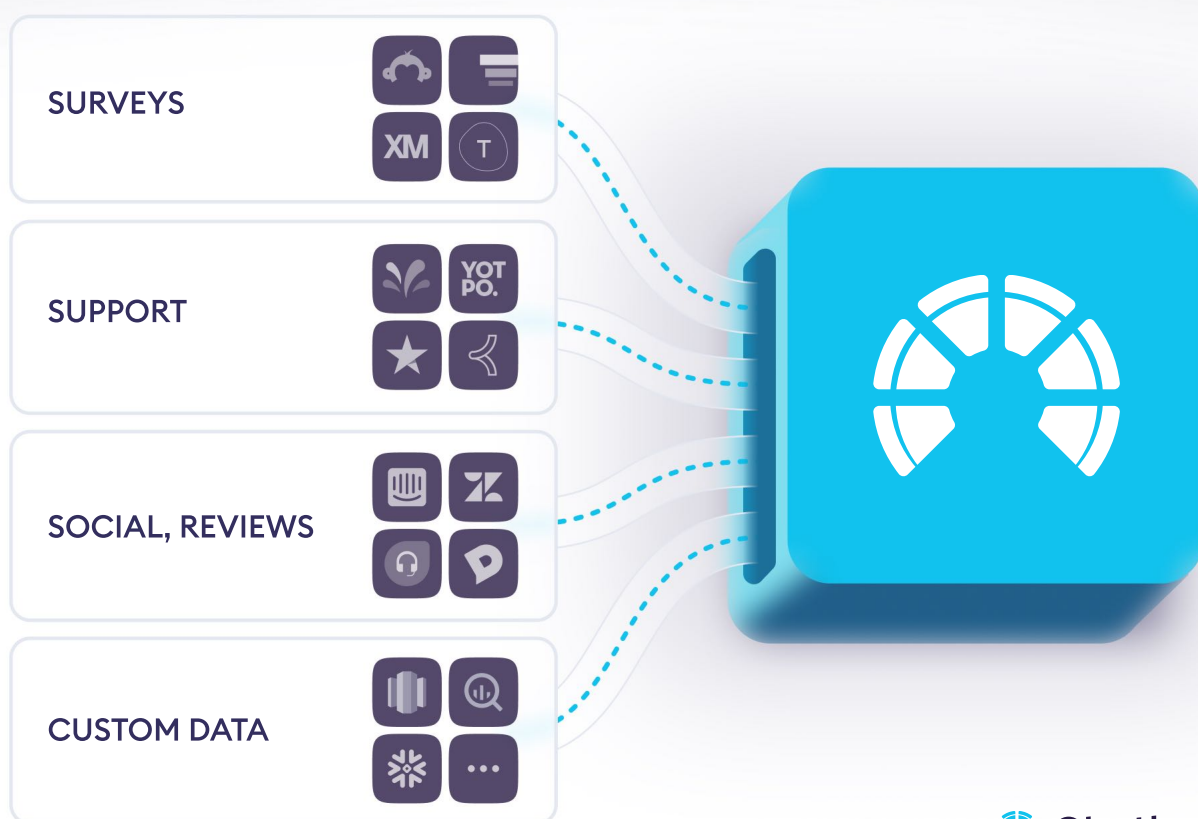 SURVEYS
XM
T
SUPPORT
YOT
PO.
SOCIAL, REVIEWS
CUSTOM DATA